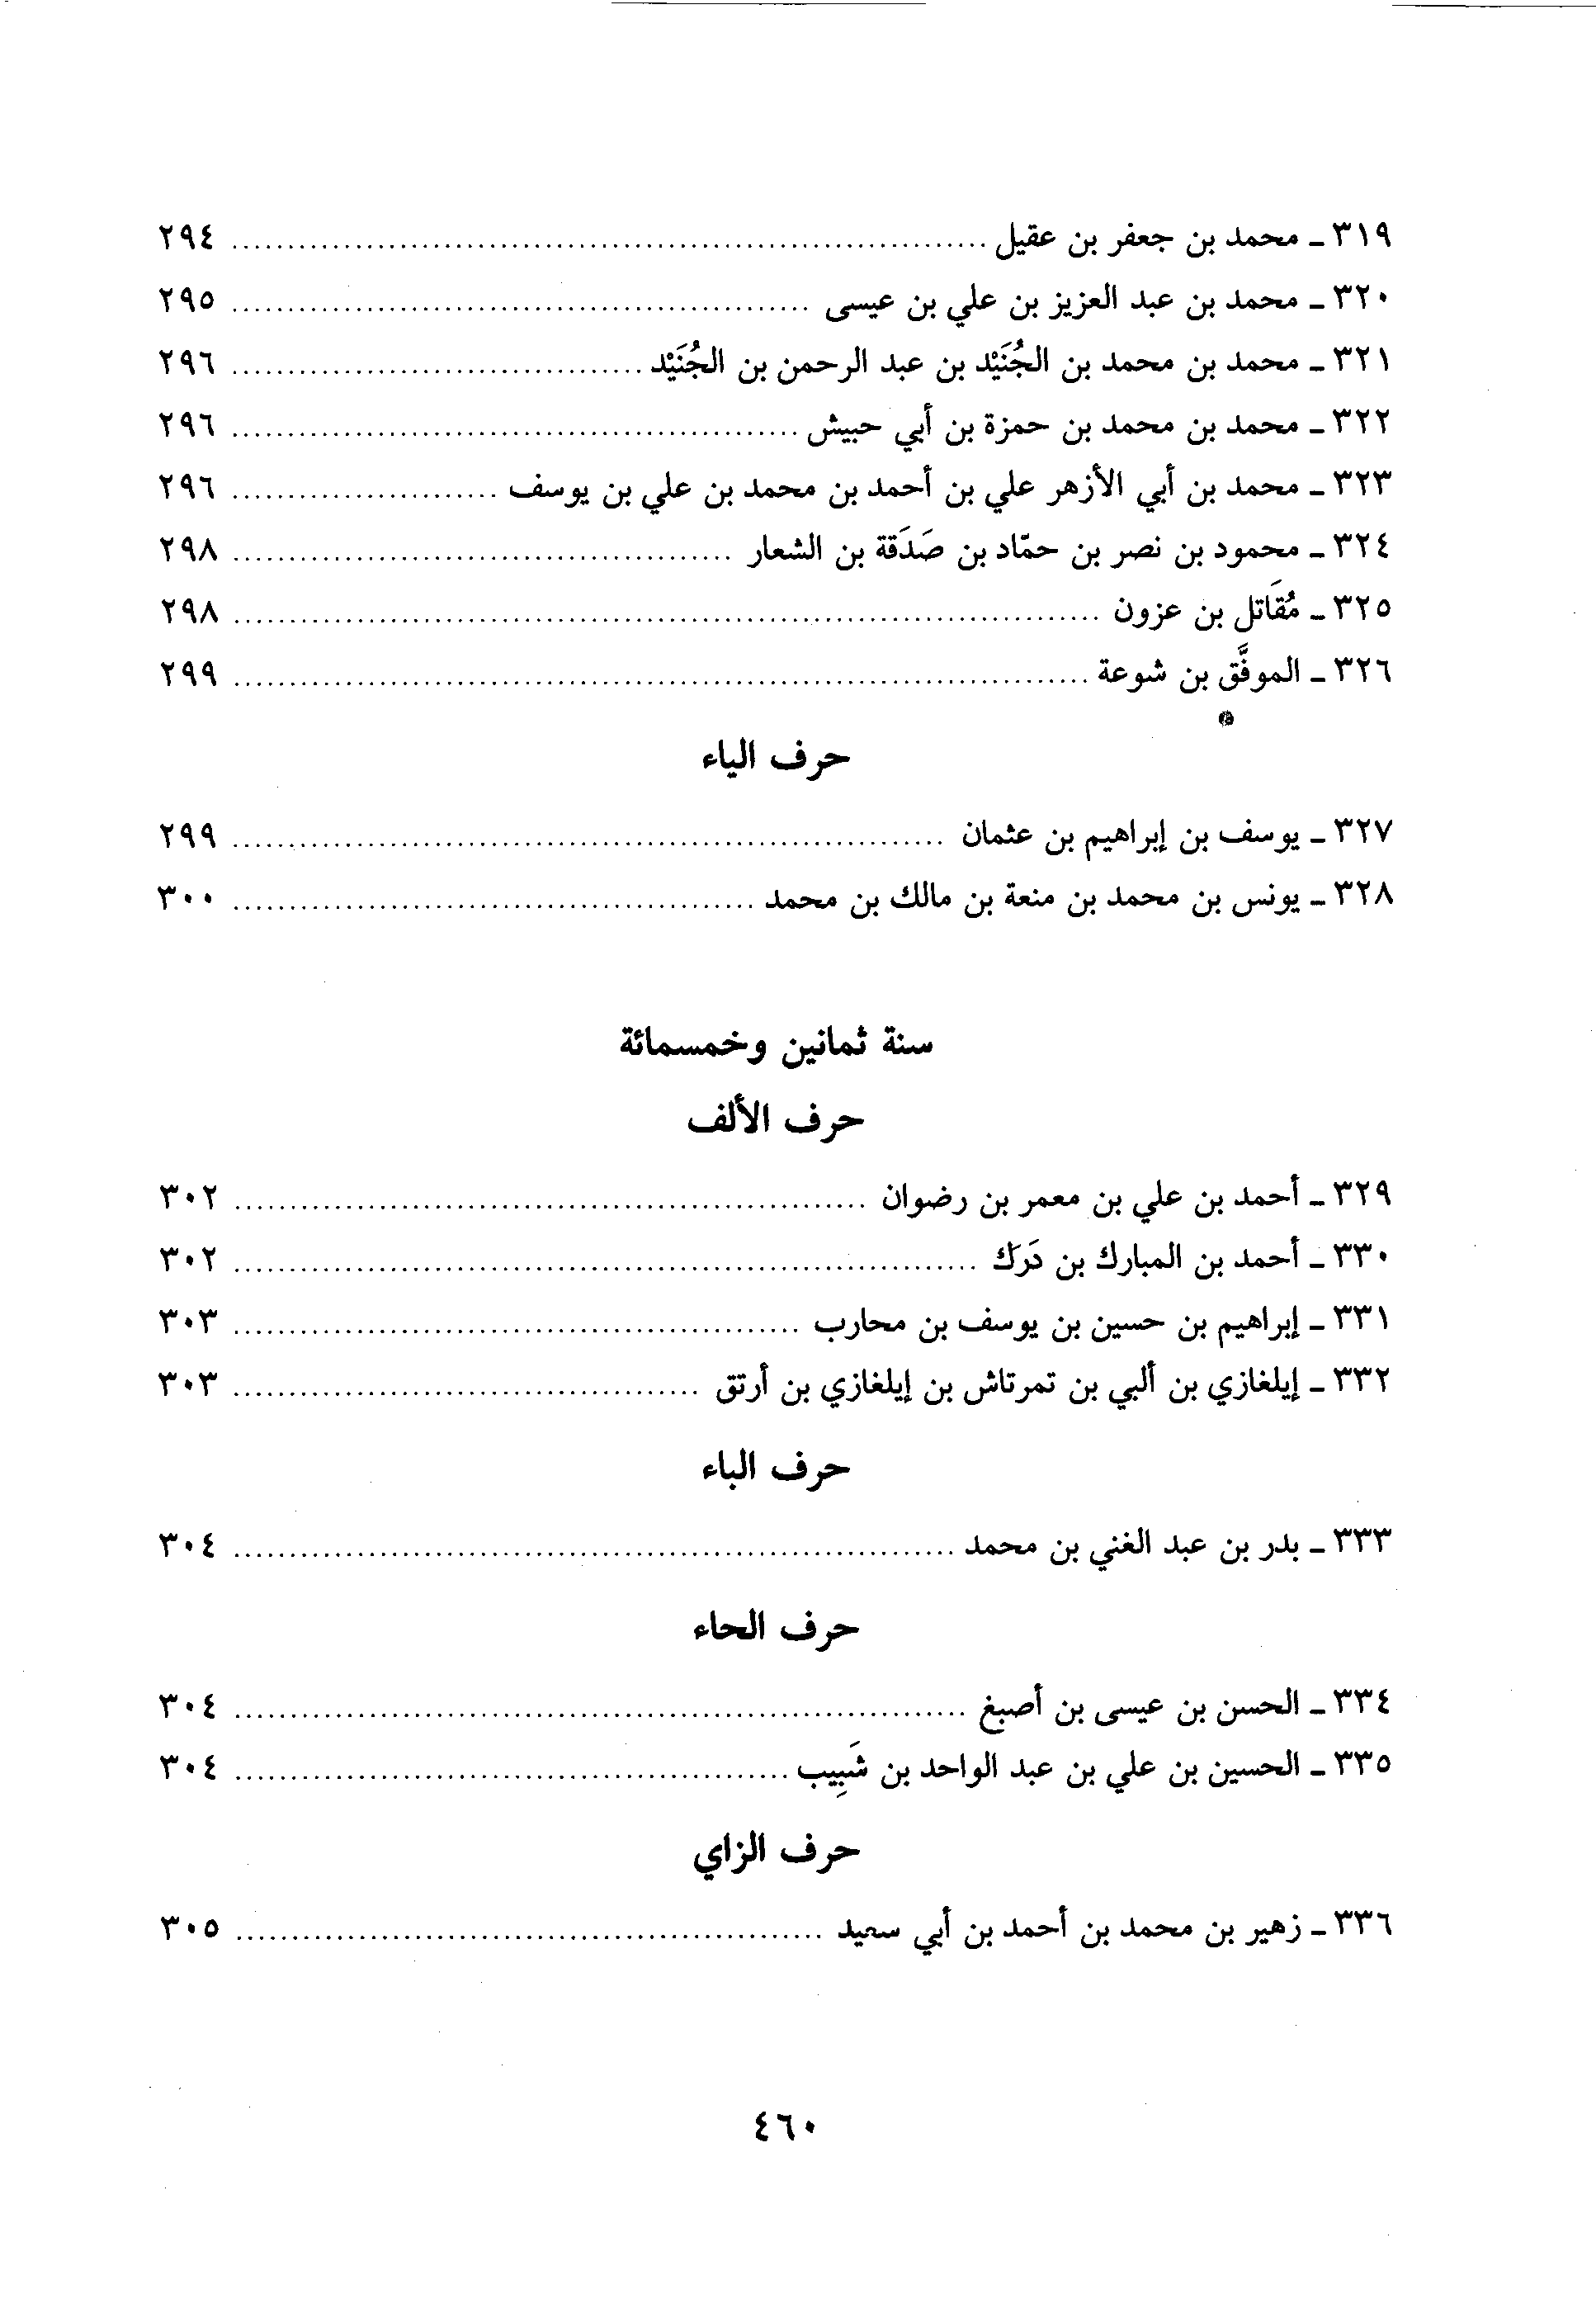 ٣١٩ ـ محمد بن جعفر بن عقيل ........ ٢٩٤
٣٢٠ ـ محمد بن عبد العزيز بن علي بن عيسى ........ ٢٩٥
٣٢١ ـ محمد بن محمد بن الجُنَيْد بن عبد الرحمن بن الجُنَيْد ........ ٢٩٦
٣٢٢ ـ محمد بن محمد بن حمزة بن أبي حبيش ........ ٢٩٦
٣٢٣ ـ محمد بن أبي الأزهر علي بن أحمد بن محمد بن علي بن يوسف ........ ٢٩٦
٣٢٤ ـ محمود بن نصر بن حمّاد بن صَدَقة بن الشعار ........ ٢٩٨
٣٢٥ ـ مُقَاتل بن عزون ........ ٢٩٨
٣٢٦ ـ الموفَّق بن شوعة ........ ٢٩٩
حرف الياء
٣٢٧ ـ يوسف بن إبراهيم بن عثمان ........ ٢٩٩
٣٢٨ ـ يونس بن محمد بن منعة بن مالك بن محمد ........ ٣٠٠
سنة ثمانين وخمسمائة
حرف الألف
٣٢٩ ـ أحمد بن علي بن معمر بن رضوان ........ ٣٠٢
٣٣٠ ـ أحمد بن المبارك بن دَرَك ........ ٣٠٢
٣٣١ ـ إبراهيم بن حسين بن يوسف بن محارب ........ ٣٠٣
٣٣٢ ـ إيلغازي بن ألبي بن تمرتاش بن إيلغازي بن أرتق ........ ٣٠٣
حرف الباء
٣٣٣ ـ بدر بن عبد الغني بن محمد ........ ٣٠٤
حرف الحاء
٣٣٤ ـ الحسن بن عيسى بن أصبغ ........ ٣٠٤
٣٣٥ ـ الحسين بن علي بن عبد الواحد بن شَبِيب ........ ٣٠٤
حرف الزاي
٣٣٦ ـ زهير بن محمد بن أحمد بن أبي سعيد ........ ٣٠٥
٤٦٠